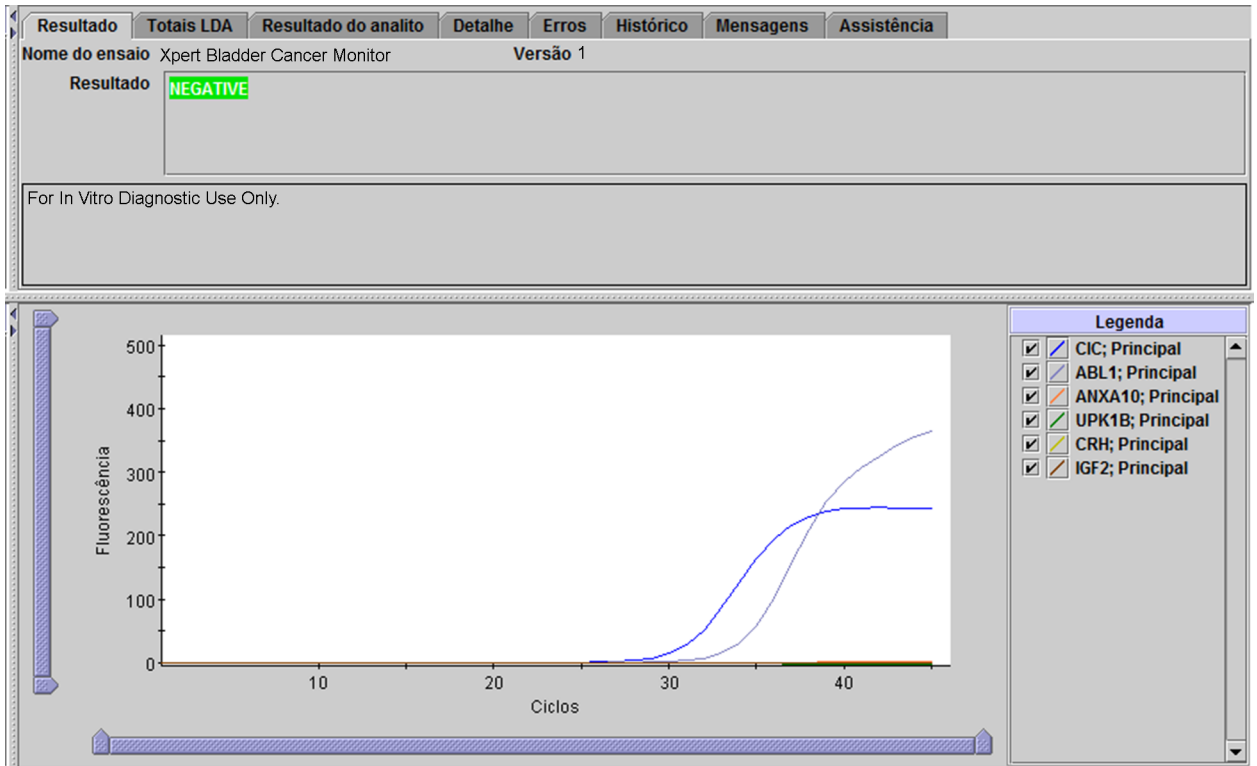 Resultado Totais LDA Resultado do analito Detalhe Erros Histórico Mensagens Assistência
Nome do ensaio Xpert Bladder Cancer Monitor Versão 1
Resultado NEGATIVE
For In Vitro Diagnostic Use Only.
Legenda
CIC; Principal
ABL1; Principal
ANXA10; Principal
UPK1B; Principal
CRH; Principal
IGF2; Principal
Fluorescência
500
400
300
200
100
0
10 20 30 40
Ciclos